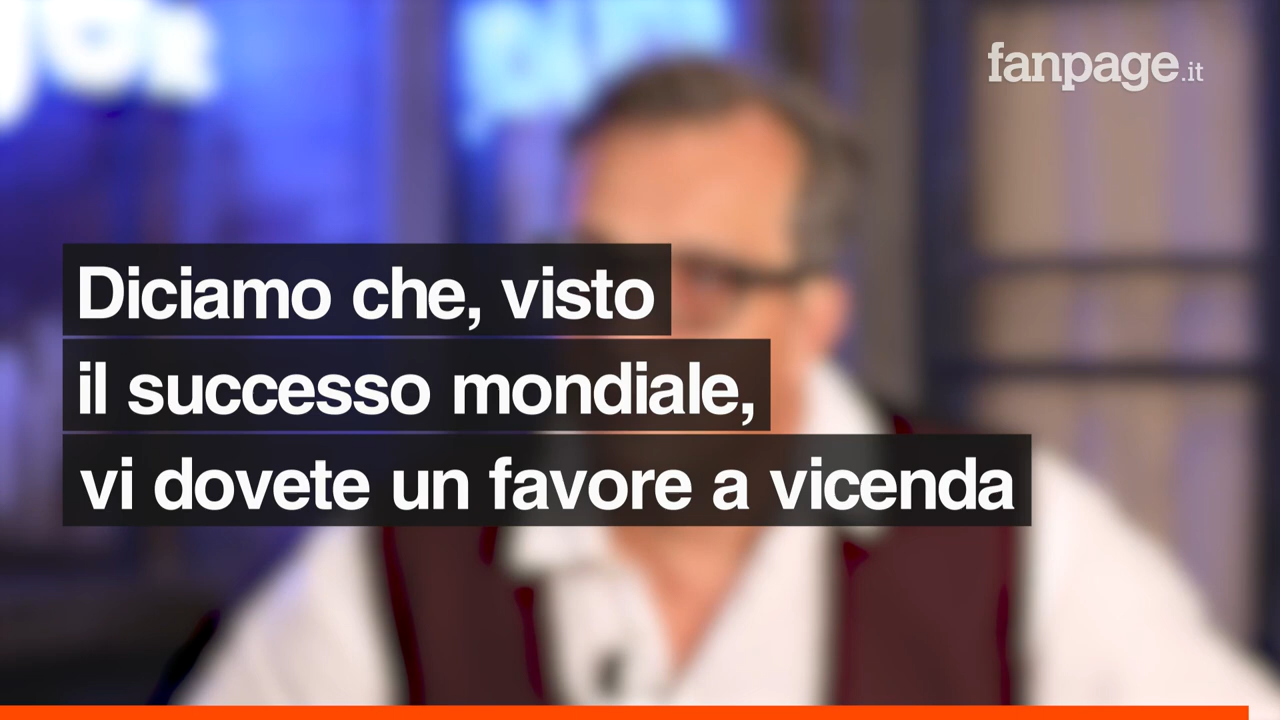 fanpage.it
Diciamo che, visto
il successo mondiale,
vi dovete un favore a vicenda